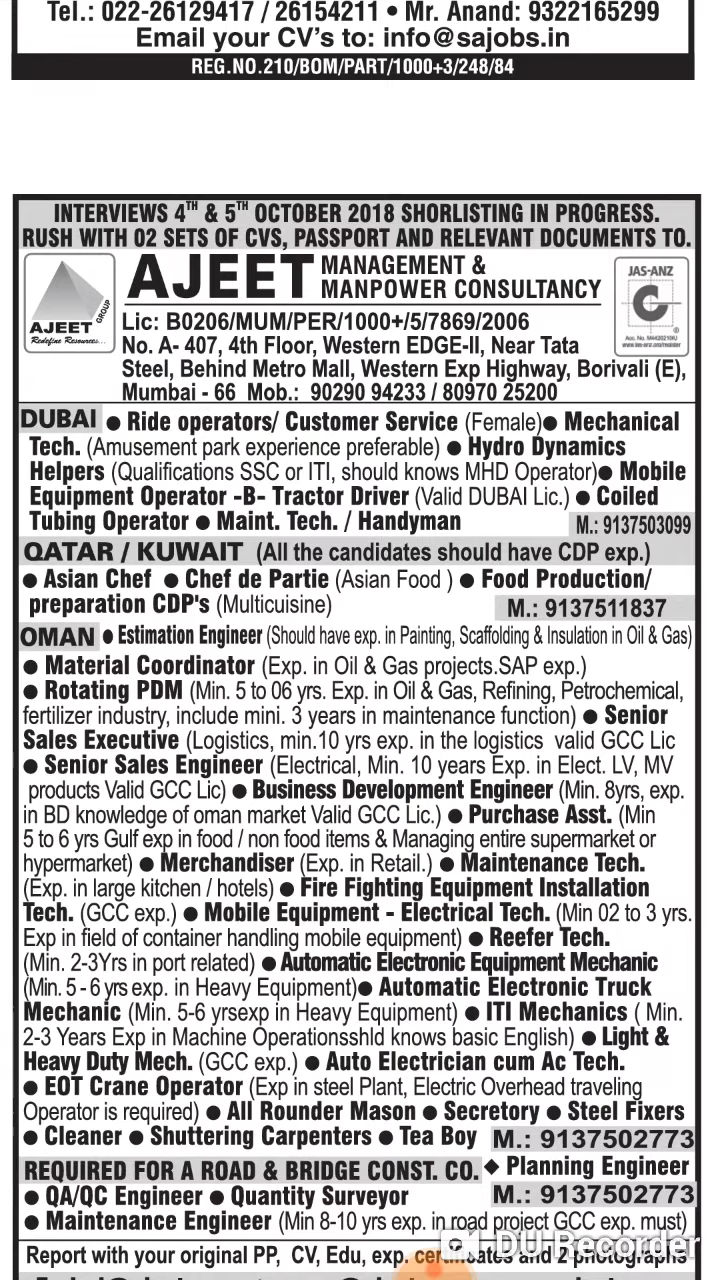 Tel.: 022-26129417 / 26154211 • Mr. Anand: 9322165299
Email your CV's to: info@sajobs.in
REG.NO.210/BOM/PART/1000+3/248/84
INTERVIEWS 4TH & 5TH OCTOBER 2018 SHORLISTING IN PROGRESS.
RUSH WITH 02 SETS OF CVS, PASSPORT AND RELEVANT DOCUMENTS TO.
AJEET GROUP
Redefine Resources...
AJEET MANAGEMENT &
MANPOWER CONSULTANCY
JAS-ANZ
C
Lic: B0206/MUM/PER/1000+/5/7869/2006
No. A- 407, 4th Floor, Western EDGE-II, Near Tata
Steel, Behind Metro Mall, Western Exp Highway, Borivali (E),
Mumbai - 66 Mob.: 90290 94233 / 80970 25200
DUBAI ● Ride operators/ Customer Service (Female)● Mechanical
Tech. (Amusement park experience preferable) ● Hydro Dynamics
Helpers (Qualifications SSC or ITI, should knows MHD Operator)● Mobile
Equipment Operator -B- Tractor Driver (Valid DUBAI Lic.) ● Coiled
Tubing Operator ● Maint. Tech. / Handyman M.: 9137503099
QATAR / KUWAIT (All the candidates should have CDP exp.)
● Asian Chef ● Chef de Partie (Asian Food ) ● Food Production/
preparation CDP's (Multicuisine) M.: 9137511837
OMAN ● Estimation Engineer (Should have exp. in Painting, Scaffolding & Insulation in Oil & Gas)
● Material Coordinator (Exp. in Oil & Gas projects.SAP exp.)
● Rotating PDM (Min. 5 to 06 yrs. Exp. in Oil & Gas, Refining, Petrochemical,
fertilizer industry, include mini. 3 years in maintenance function) ● Senior
Sales Executive (Logistics, min.10 yrs exp. in the logistics valid GCC Lic
● Senior Sales Engineer (Electrical, Min. 10 years Exp. in Elect. LV, MV
products Valid GCC Lic) ● Business Development Engineer (Min. 8yrs, exp.
in BD knowledge of oman market Valid GCC Lic.) ● Purchase Asst. (Min
5 to 6 yrs Gulf exp in food / non food items & Managing entire supermarket or
hypermarket) ● Merchandiser (Exp. in Retail.) ● Maintenance Tech.
(Exp. in large kitchen / hotels) ● Fire Fighting Equipment Installation
Tech. (GCC exp.) ● Mobile Equipment - Electrical Tech. (Min 02 to 3 yrs.
Exp in field of container handling mobile equipment) ● Reefer Tech.
(Min. 2-3Yrs in port related) ● Automatic Electronic Equipment Mechanic
(Min. 5 - 6 yrs exp. in Heavy Equipment)● Automatic Electronic Truck
Mechanic (Min. 5-6 yrsexp in Heavy Equipment) ● ITI Mechanics ( Min.
2-3 Years Exp in Machine Operationsshld knows basic English) ● Light &
Heavy Duty Mech. (GCC exp.) ● Auto Electrician cum Ac Tech.
● EOT Crane Operator (Exp in steel Plant, Electric Overhead traveling
Operator is required) ● All Rounder Mason ● Secretory ● Steel Fixers
● Cleaner ● Shuttering Carpenters ● Tea Boy M.: 9137502773
REQUIRED FOR A ROAD & BRIDGE CONST. CO. ◆ Planning Engineer
● QA/QC Engineer ● Quantity Surveyor M.: 9137502773
● Maintenance Engineer (Min 8-10 yrs exp. in road project GCC exp. must)
Report with your original PP, CV, Edu, exp. certificates and 2 photographs
DU Recorder